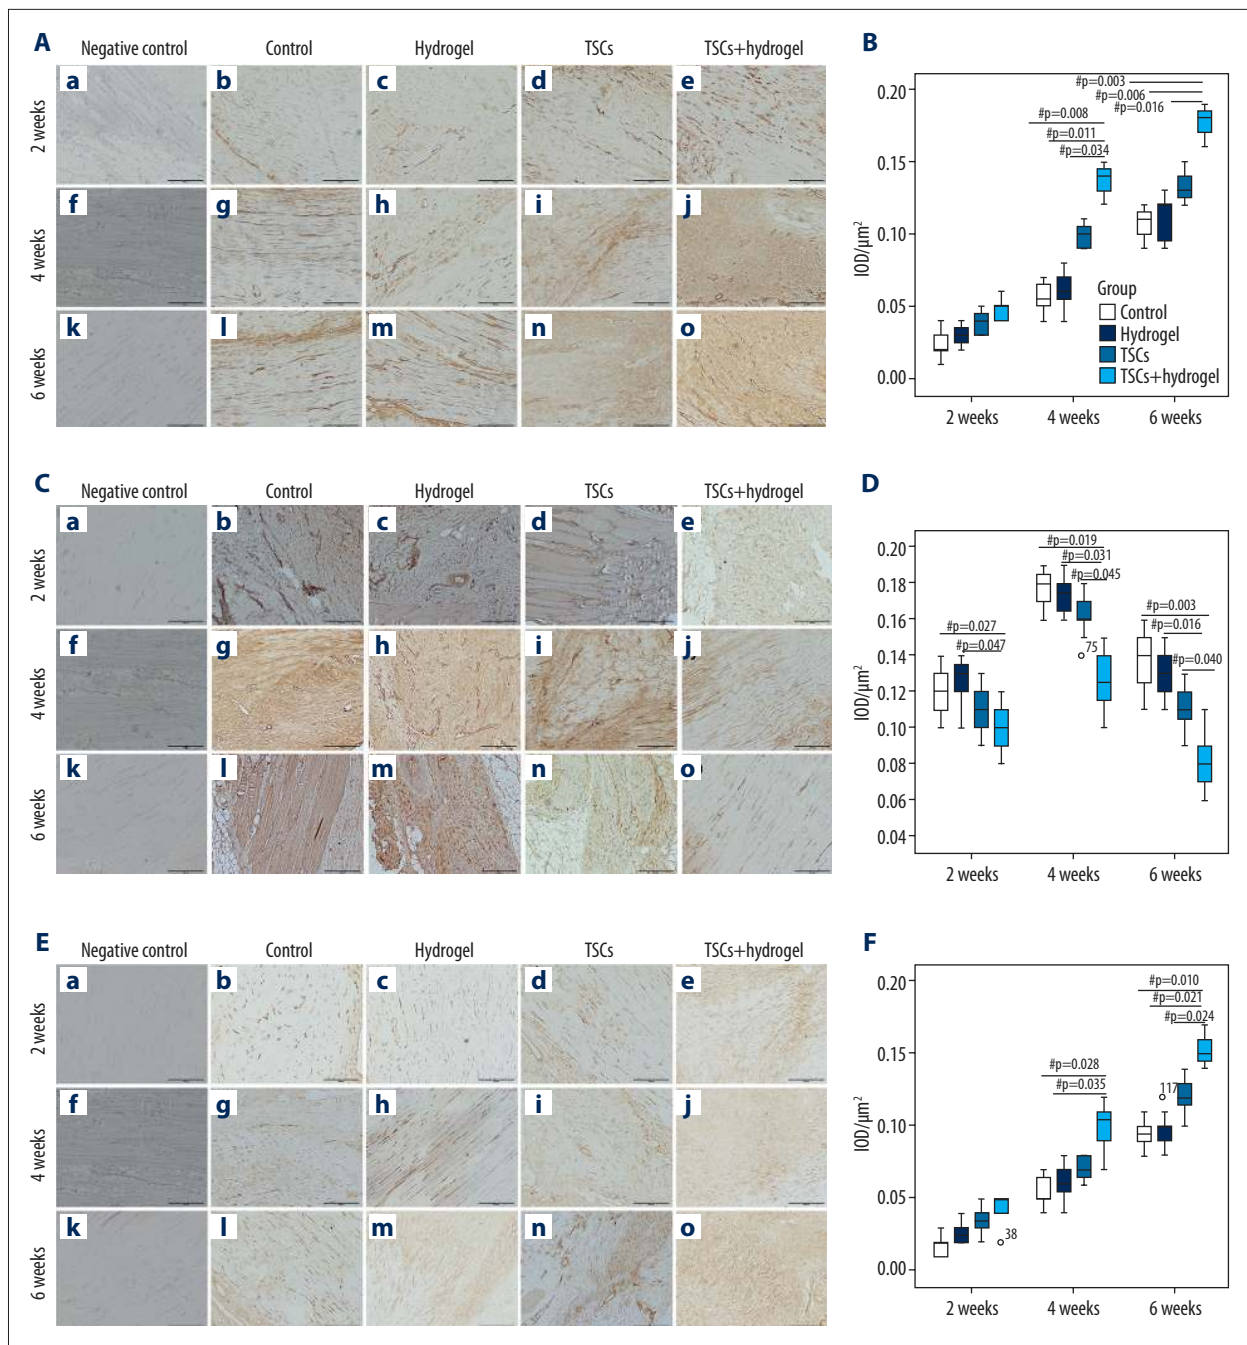 A
Negative control Control Hydrogel TSCs TSCs+hydrogel
2 weeks
a b c d e
4 weeks
f g h i j
6 weeks
k l m n o
B
IOD/μm²
0.20
0.15
0.10
0.05
0.00
#p=0.003
#p=0.006
#p=0.016
#p=0.008
#p=0.011
#p=0.034
Group
Control
Hydrogel
TSCs
TSCs+hydrogel
2 weeks 4 weeks 6 weeks
C
Negative control Control Hydrogel TSCs TSCs+hydrogel
2 weeks
a b c d e
4 weeks
f g h i j
6 weeks
k l m n o
D
IOD/μm²
0.20
0.18
0.16
0.14
0.12
0.10
0.08
0.06
0.04
#p=0.019
#p=0.031
#p=0.045
#p=0.027
#p=0.047
75
#p=0.003
#p=0.016
#p=0.040
2 weeks 4 weeks 6 weeks
E
Negative control Control Hydrogel TSCs TSCs+hydrogel
2 weeks
a b c d e
4 weeks
f g h i j
6 weeks
k l m n o
F
IOD/μm²
0.20
0.15
0.10
0.05
0.00
#p=0.010
#p=0.021
#p=0.024
#p=0.028
#p=0.035
117
38
2 weeks 4 weeks 6 weeks